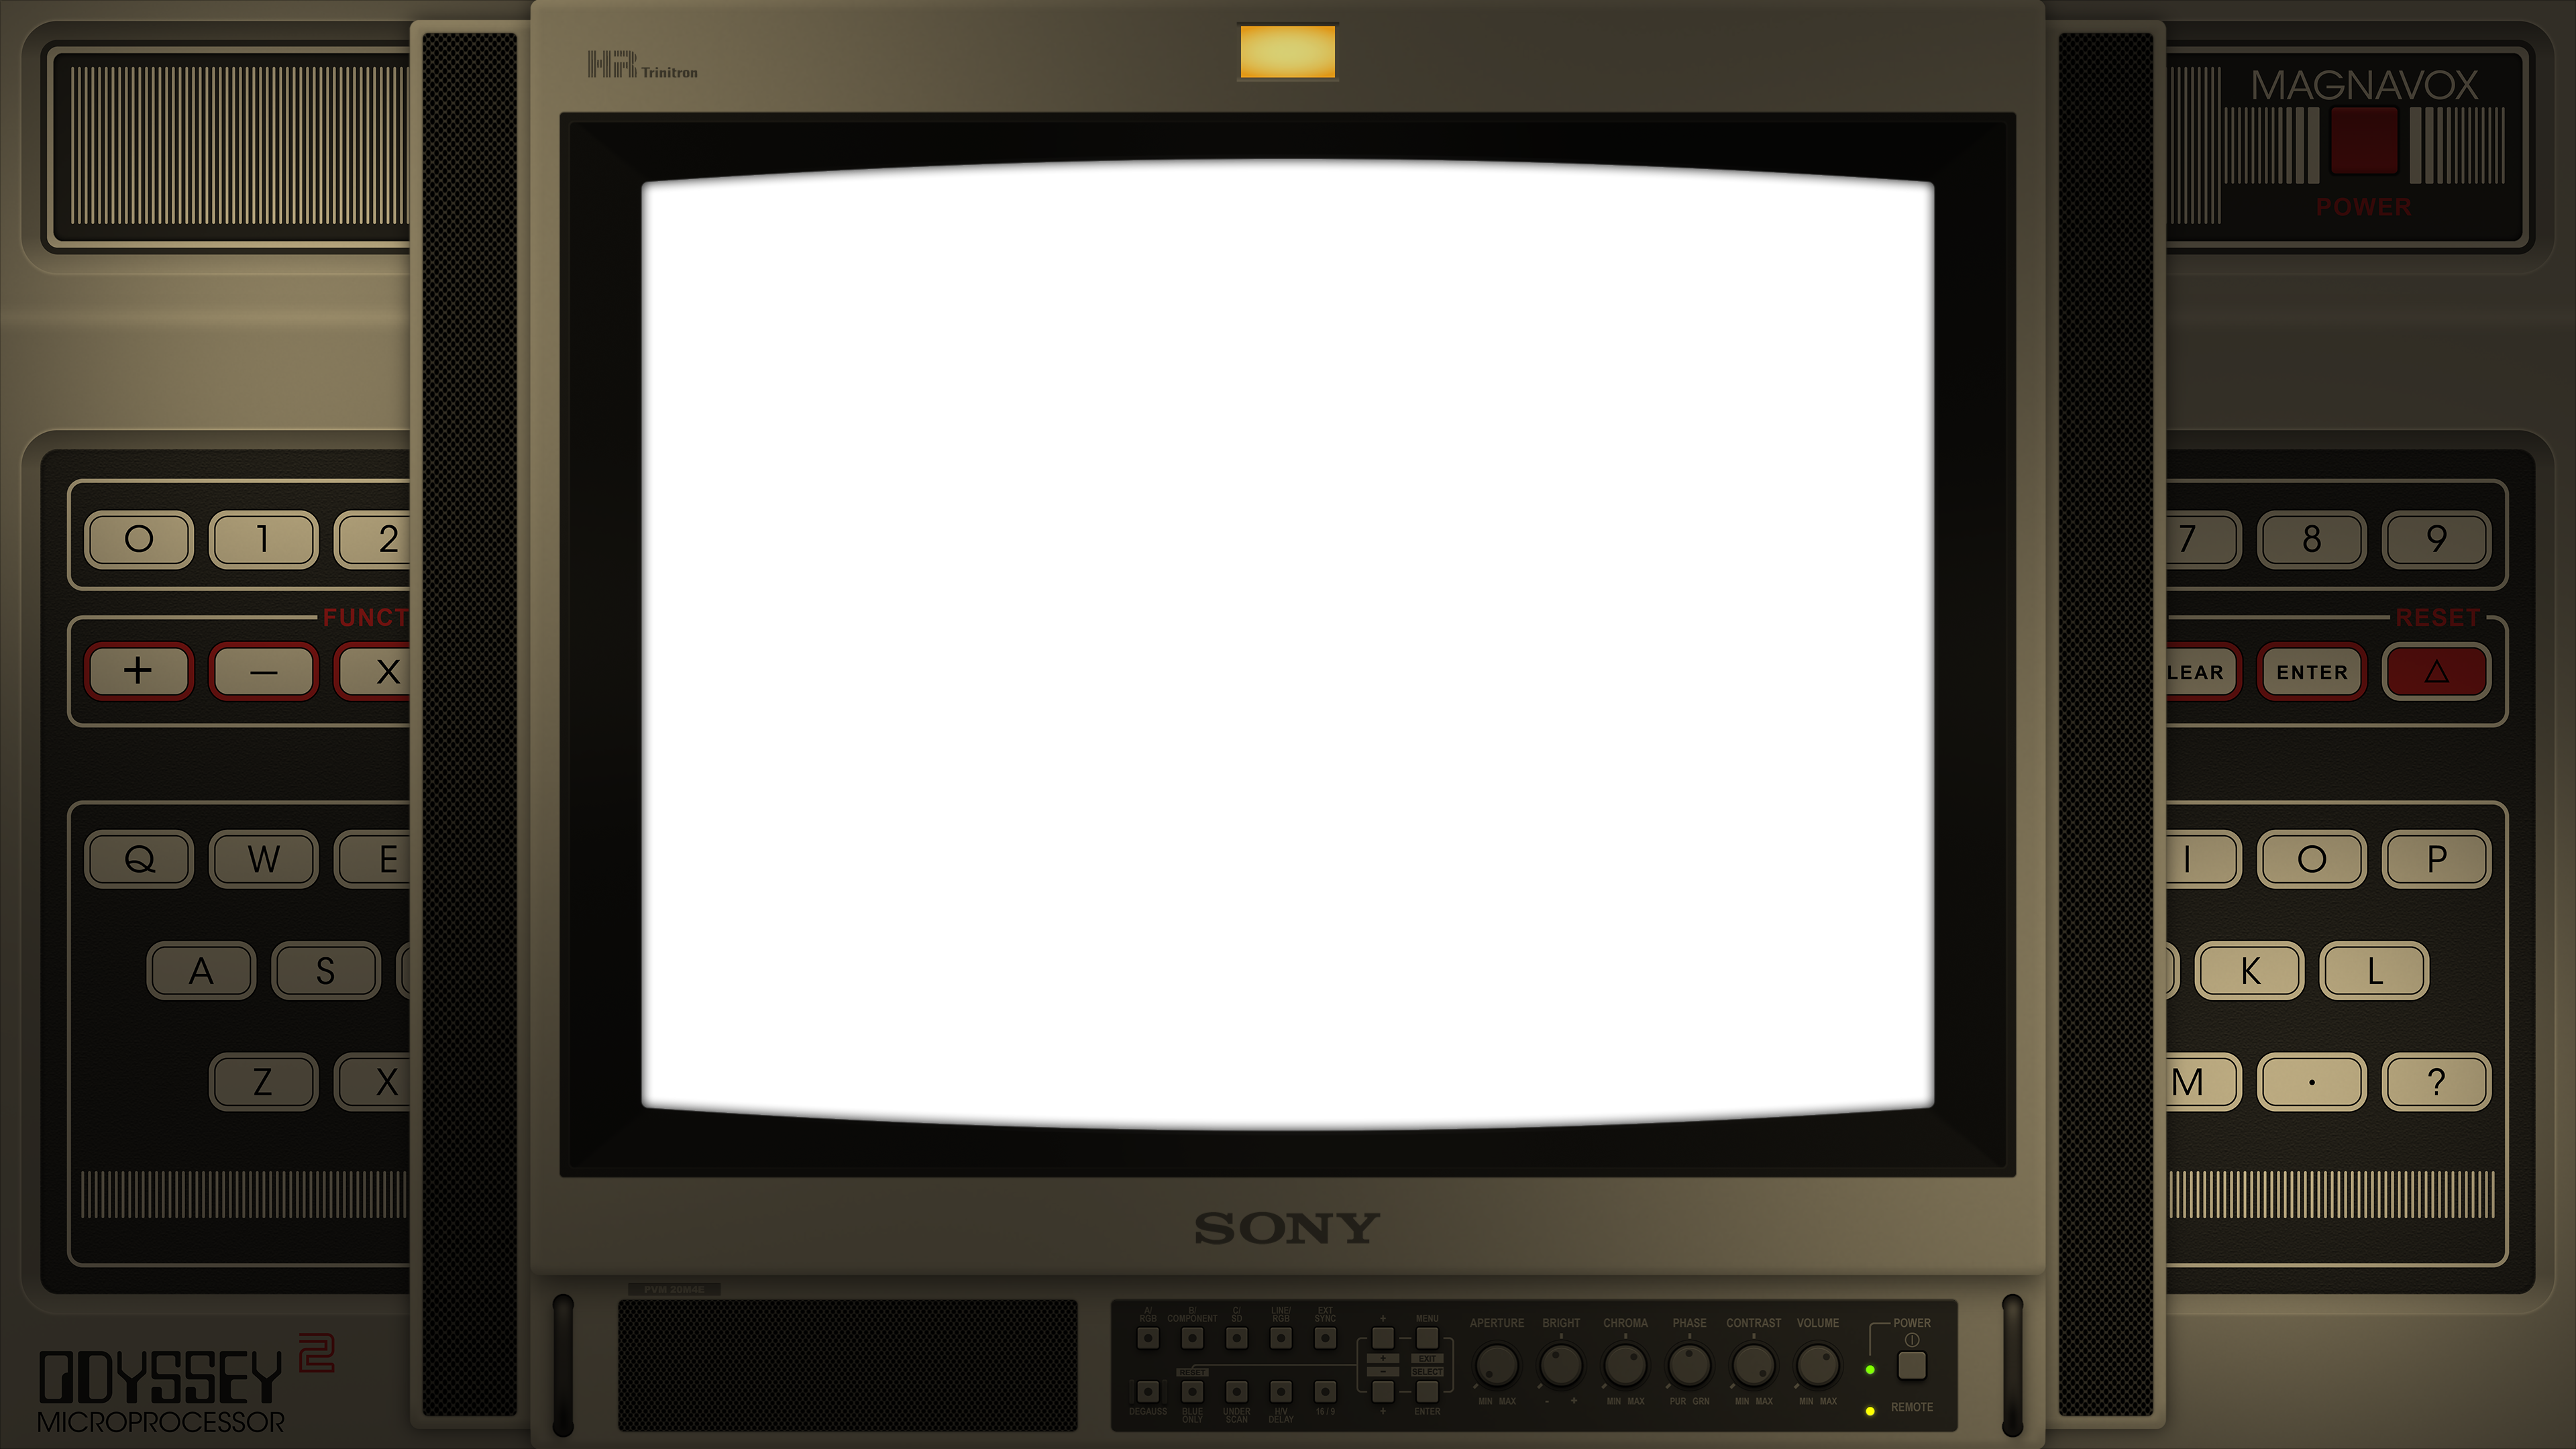 HR Trinitron
MAGNAVOX
POWER
0 1 2
7 8 9
FUNCT
RESET
+ − X
LEAR ENTER △
Q W E
I O P
A S
K L
Z X
M . ?
SONY
PVM 20M4E
ODYSSEY 2
MICROPROCESSOR
A/ RGB
B/ COMPONENT
C/ SD
LINE/ RGB
EXT SYNC
+
MENU
APERTURE
BRIGHT
CHROMA
PHASE
CONTRAST
VOLUME
POWER
+ EXIT
RESET
− SELECT
MIN MAX
- +
MIN MAX
PUR GRN
MIN MAX
MIN MAX
REMOTE
DEGAUSS
BLUE ONLY
UNDER SCAN
H/V DELAY
16/9
+
ENTER